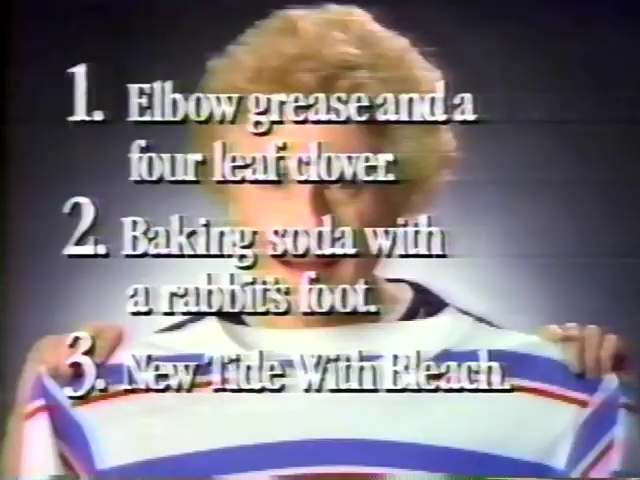 1. Elbow grease and a
four leaf clover.
2. Baking soda with
a rabbit's foot.
3. New Tide With Bleach.